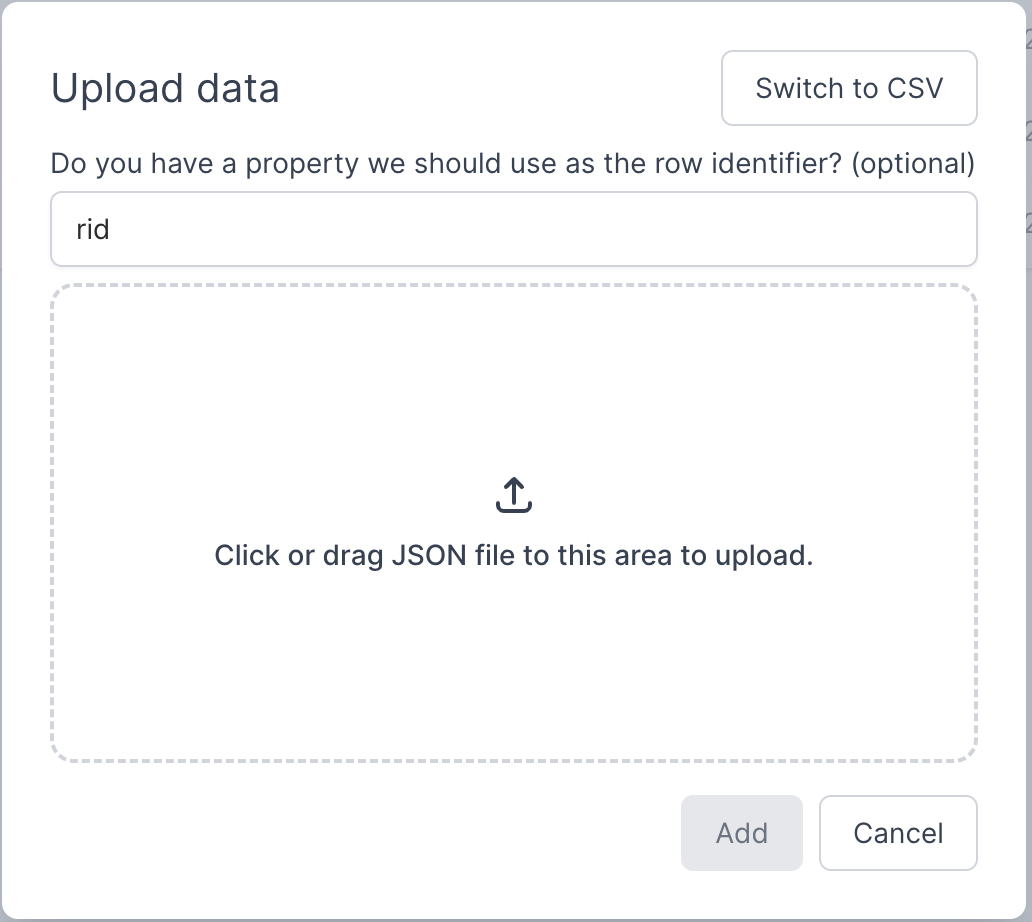 Upload data
Switch to CSV
Do you have a property we should use as the row identifier? (optional)
rid
Click or drag JSON file to this area to upload.
Add
Cancel